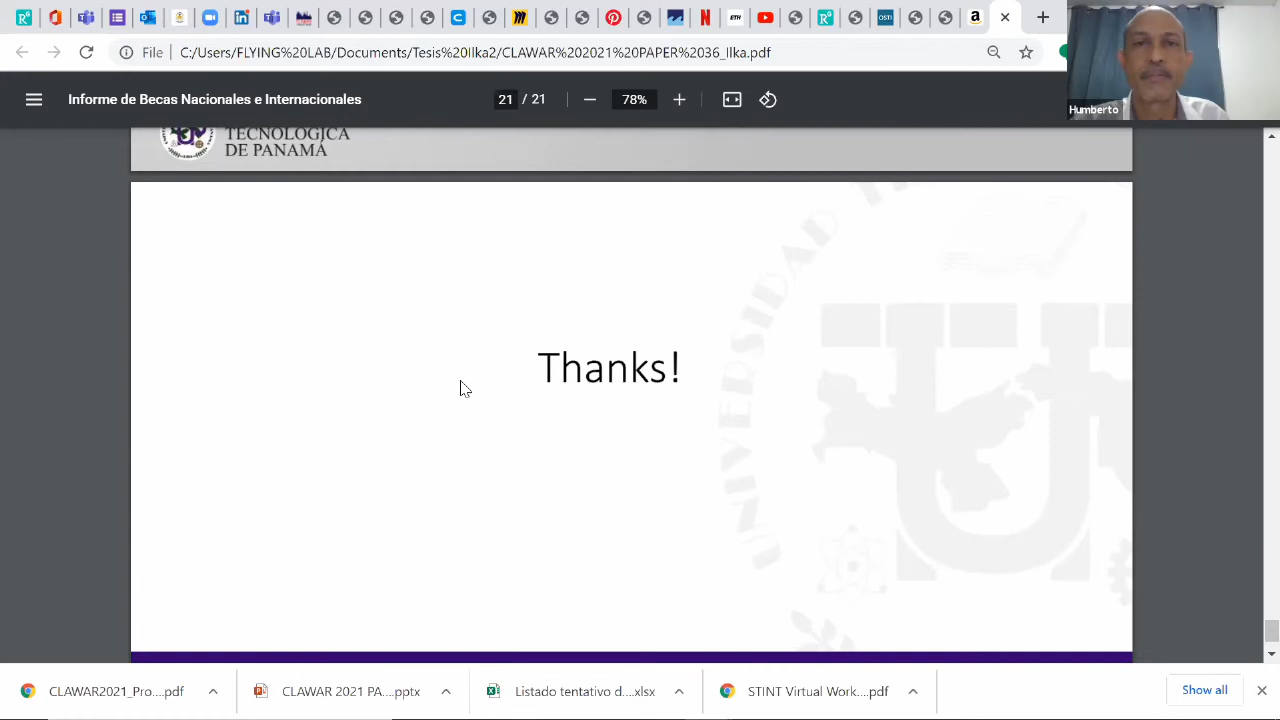 File C:/Users/FLYING%20LAB/Documents/Tesis%20Ilka2/CLAWAR%202021%20PAPER%2036_Ilka.pdf
Informe de Becas Nacionales e Internacionales
21 / 21
78%
Humberto
TECNOLÓGICA
DE PANAMÁ
Thanks!
UNIVERSIDAD
CLAWAR2021_Pro....pdf
CLAWAR 2021 PA....pptx
Listado tentativo d....xlsx
STINT Virtual Work....pdf
Show all